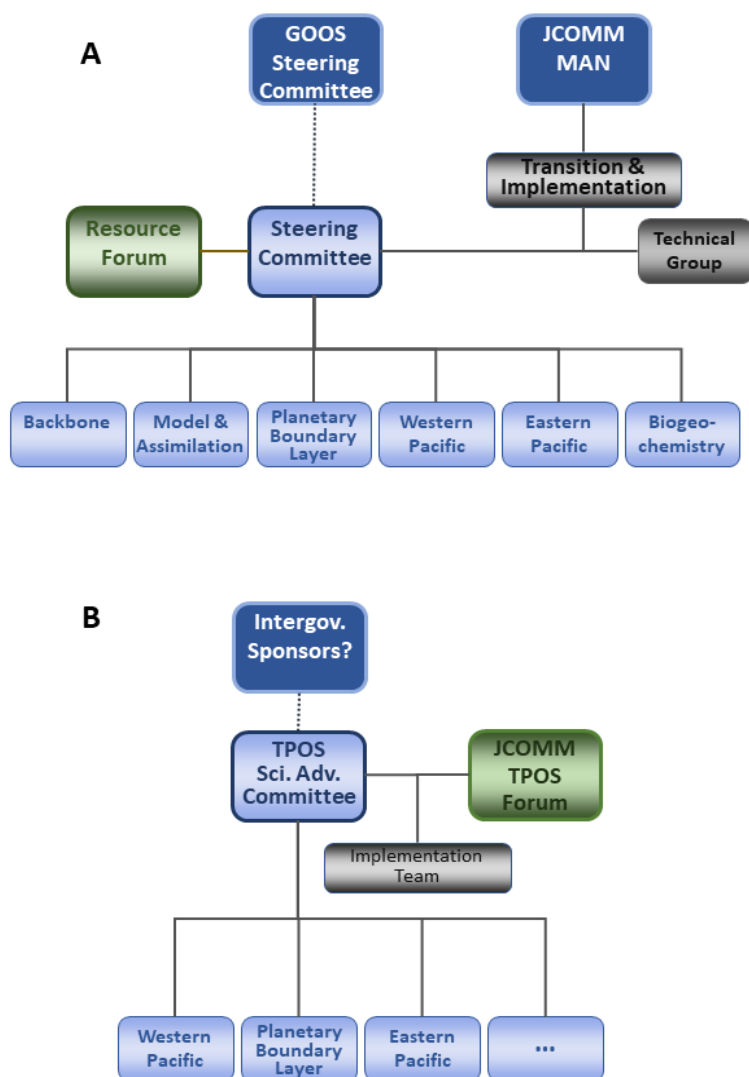 A
GOOS
Steering
Committee
JCOMM
MAN
Transition &
Implementation
Resource
Forum
Steering
Committee
Technical
Group
Backbone
Model &
Assimilation
Planetary
Boundary
Layer
Western
Pacific
Eastern
Pacific
Biogeo-
chemistry
B
Intergov.
Sponsors?
TPOS
Sci. Adv.
Committee
JCOMM
TPOS
Forum
Implementation
Team
Western
Pacific
Planetary
Boundary
Layer
Eastern
Pacific
...